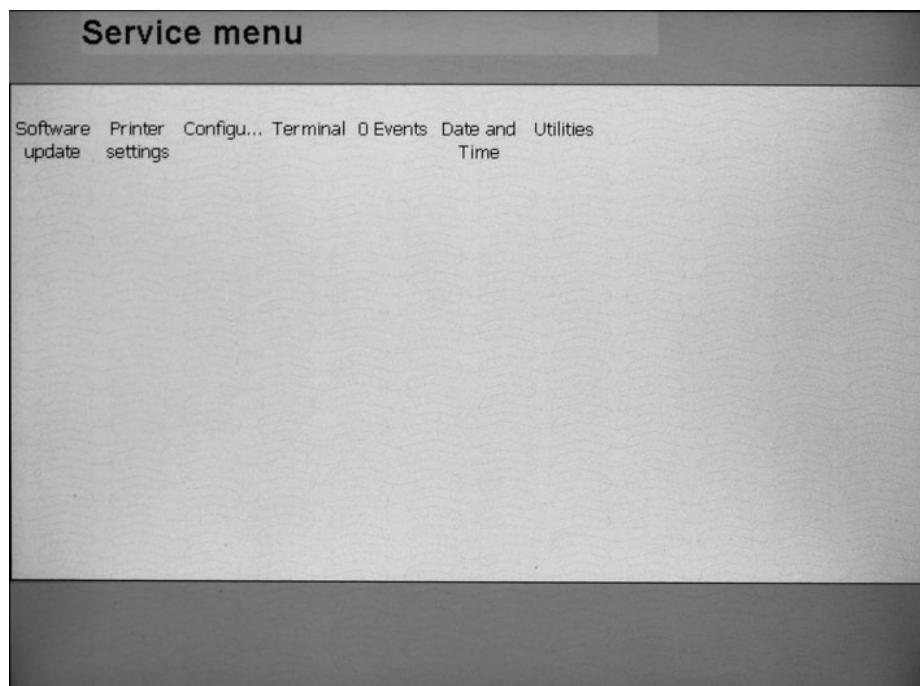 Service menu
Software Printer Configu... Terminal 0 Events Date and Utilities
update settings Time